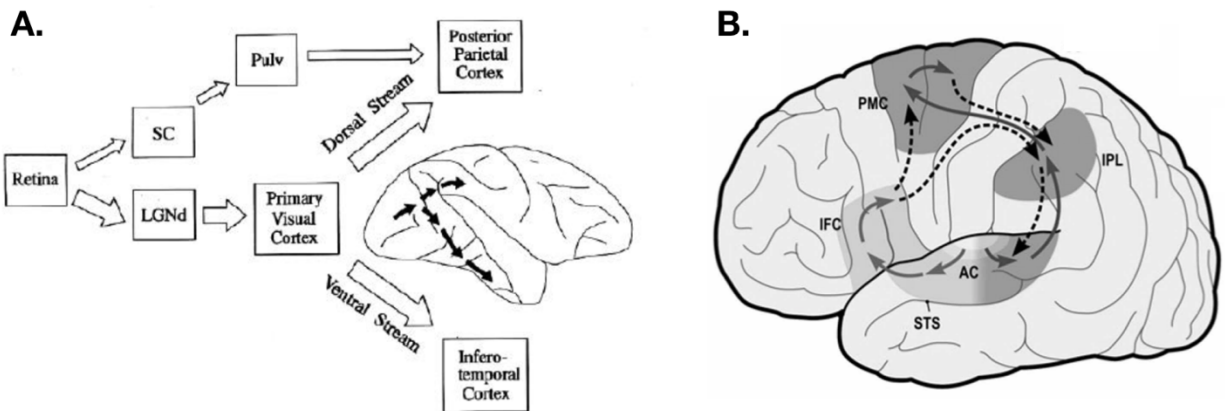 A.
Retina
SC
Pulv
LGNd
Primary
Visual
Cortex
Dorsal Stream
Posterior
Parietal
Cortex
Ventral Stream
Infero-
temporal
Cortex
B.
PMC
IPL
IFC
AC
STS